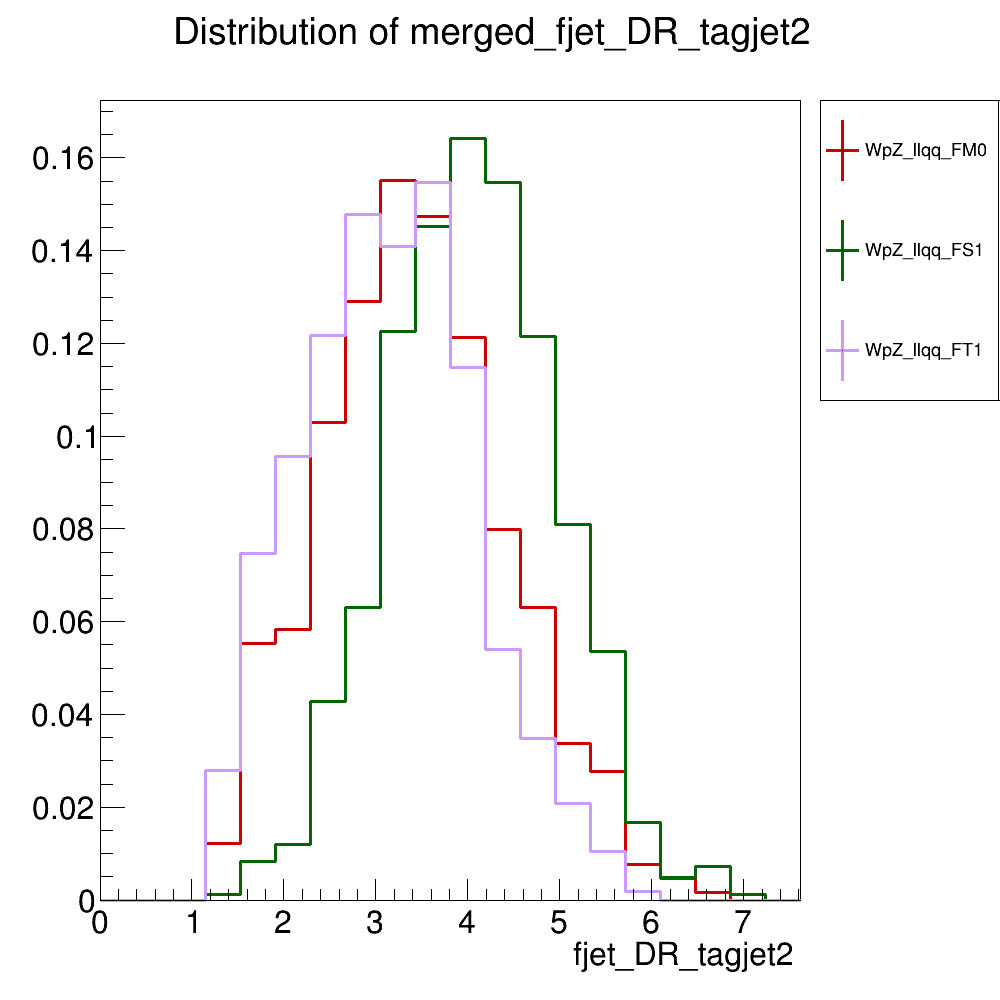 Distribution of merged_fjet_DR_tagjet2
WpZ_llqq_FM0
WpZ_llqq_FS1
WpZ_llqq_FT1
0.16
0.14
0.12
0.1
0.08
0.06
0.04
0.02
0
0 1 2 3 4 5 6 7
fjet_DR_tagjet2